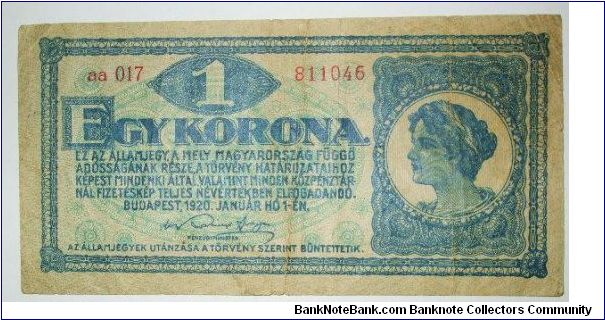 aa 017 1 811046
EGY KORONA.
EZ AZ ÁLLAMJEGY, A MELY MAGYARORSZÁG FÜGGŐ
ADÓSSÁGÁNAK RÉSZE, A TÖRVÉNY HATÁROZATAIHOZ
KÉPEST MINDENKI ÁLTAL VALAMINT MINDEN KÖZPÉNZTÁR-
NÁL FIZETÉSKÉP TELJES NÉVÉRTÉKBEN ELFOGADANDÓ.
BUDAPEST, 1920. JANUÁR HÓ 1-ÉN.
PÉNZÜGYMINISTER.
AZ ÁLLAMJEGYEK UTÁNZÁSA A TÖRVÉNY SZERINT BÜNTETTETIK.
BankNoteBank.com Banknote Collectors Community